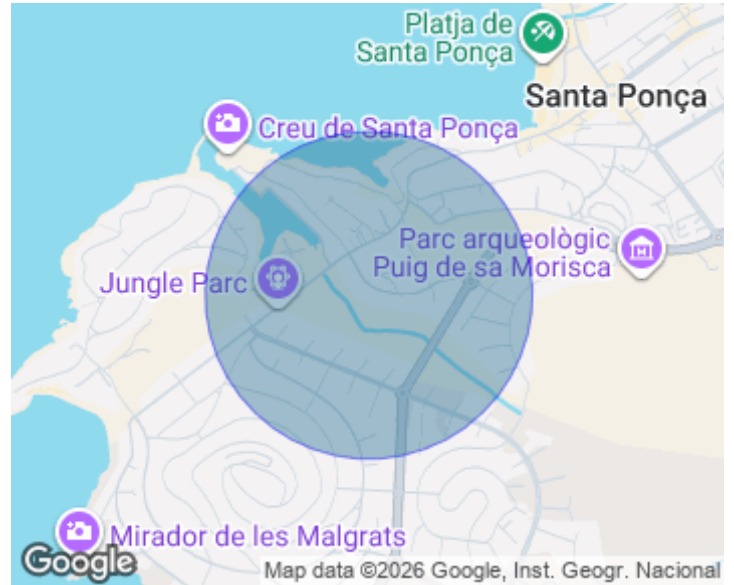 Platja de
Santa Ponça
Santa Ponça
Creu de Santa Ponça
Parc arqueològic
Puig de sa Morisca
Jungle Parc
Mirador de les Malgrats
Google
Map data ©2026 Google, Inst. Geogr. Nacional